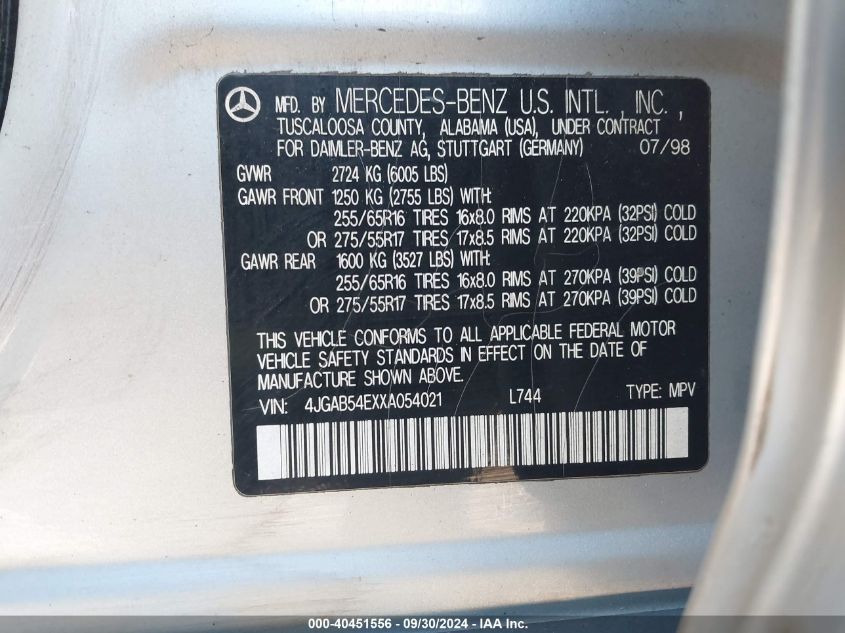 MFD. BY MERCEDES-BENZ U.S. INTL., INC.,
TUSCALOOSA COUNTY, ALABAMA (USA), UNDER CONTRACT
FOR DAIMLER-BENZ AG, STUTTGART (GERMANY) 07/98
GVWR 2724 KG (6005 LBS)
GAWR FRONT 1250 KG (2755 LBS) WITH:
255/65R16 TIRES 16x8.0 RIMS AT 220KPA (32PSI) COLD
OR 275/55R17 TIRES 17x8.5 RIMS AT 220KPA (32PSI) COLD
GAWR REAR 1600 KG (3527 LBS) WITH:
255/65R16 TIRES 16x8.0 RIMS AT 270KPA (39PSI) COLD
OR 275/55R17 TIRES 17x8.5 RIMS AT 270KPA (39PSI) COLD
THIS VEHICLE CONFORMS TO ALL APPLICABLE FEDERAL MOTOR
VEHICLE SAFETY STANDARDS IN EFFECT ON THE DATE OF
MANUFACTURE SHOWN ABOVE.
VIN: 4JGAB54EXXA054021 L744 TYPE: MPV
000-40451556 - 09/30/2024 - IAA Inc.